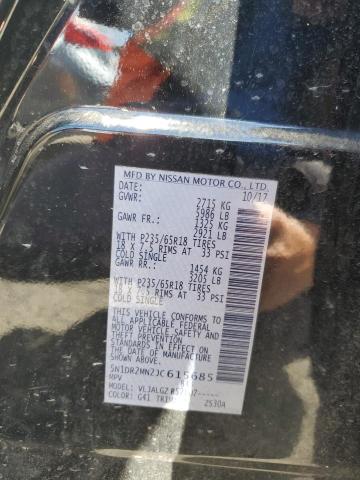 MFD BY NISSAN MOTOR CO., LTD.
DATE: 10/17
GVWR: 2715 KG
5986 LB
GAWR FR.: 1325 KG
2921 LB
WITH P235/65R18 TIRES
18 X 7.5 RIMS AT 33 PSI
COLD SINGLE
GAWR RR.: 1454 KG
3205 LB
WITH P235/65R18 TIRES
18 X 7.5 RIMS AT 33 PSI
COLD SINGLE
THIS VEHICLE CONFORMS TO
ALL APPLICABLE FEDERAL
MOTOR VEHICLE SAFETY AND
THEFT PREVENTION
STANDARDS IN EFFECT ON
THE DATE OF MANUFACTURE
SHOWN ABOVE.
5N1DR2MN2JC615685
MPV
MODEL:
COLOR: G41 2530A